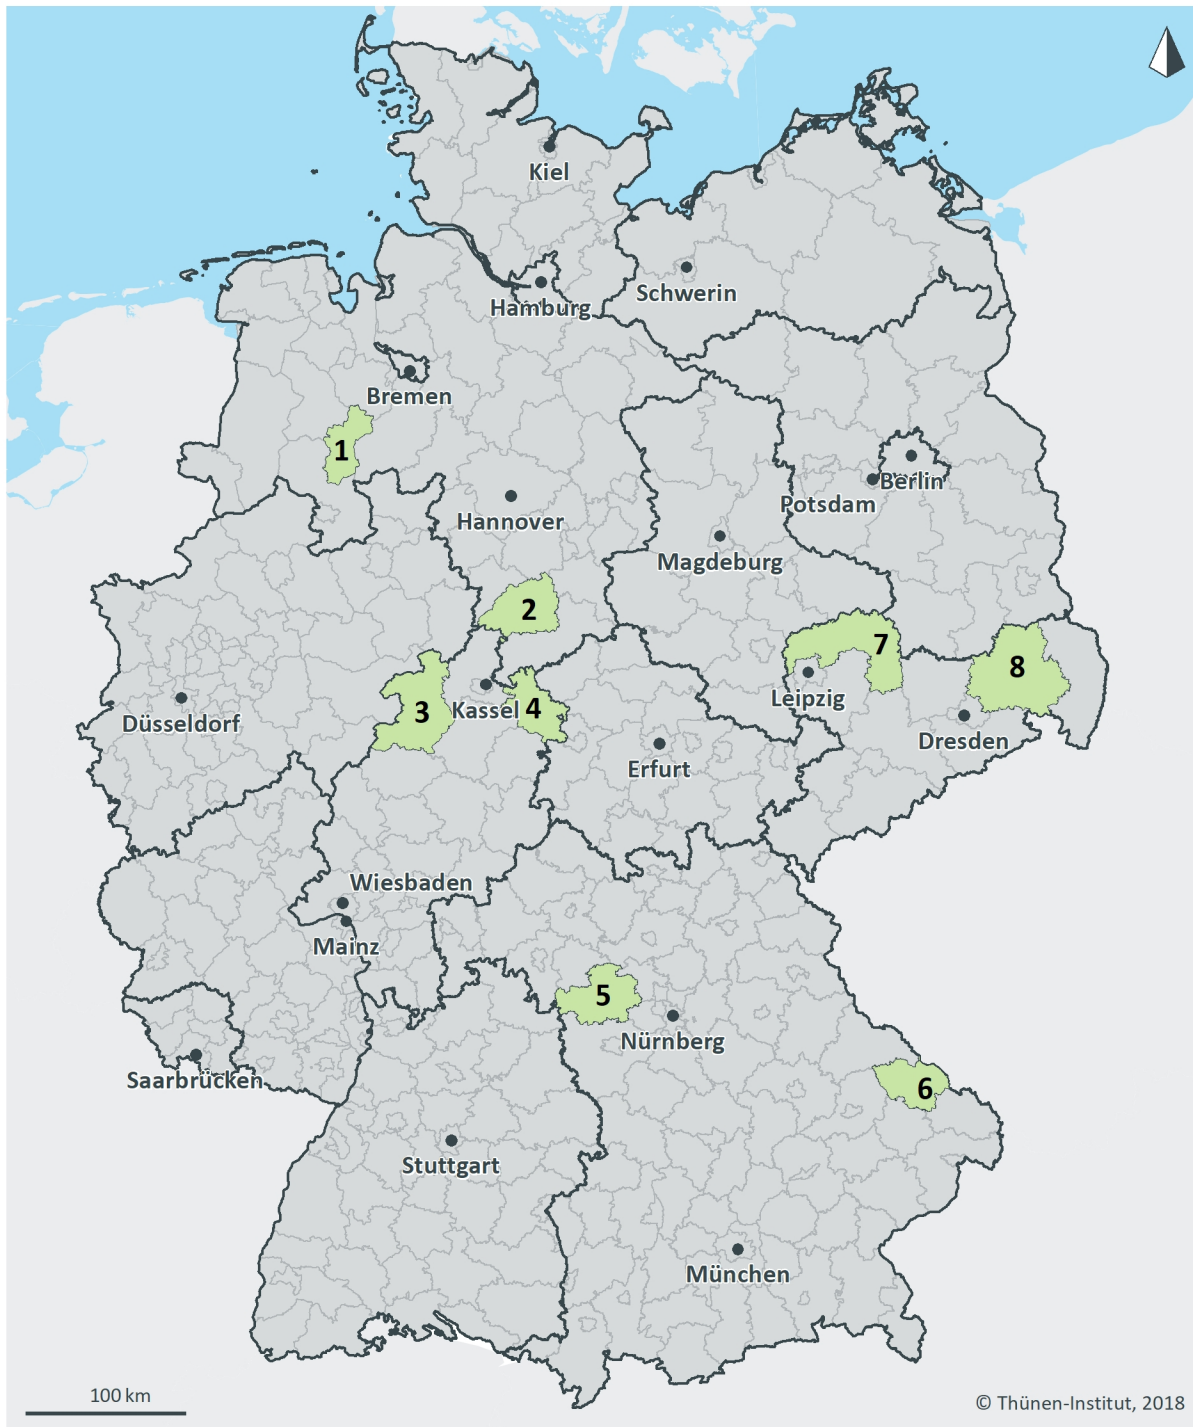 Kiel
Schwerin
Hamburg
Bremen
1
Berlin
Potsdam
Hannover
Magdeburg
2
7
8
Leipzig
Kassel
3
4
Düsseldorf
Dresden
Erfurt
Wiesbaden
Mainz
5
Nürnberg
Saarbrücken
6
Stuttgart
München
100 km
© Thünen-Institut, 2018